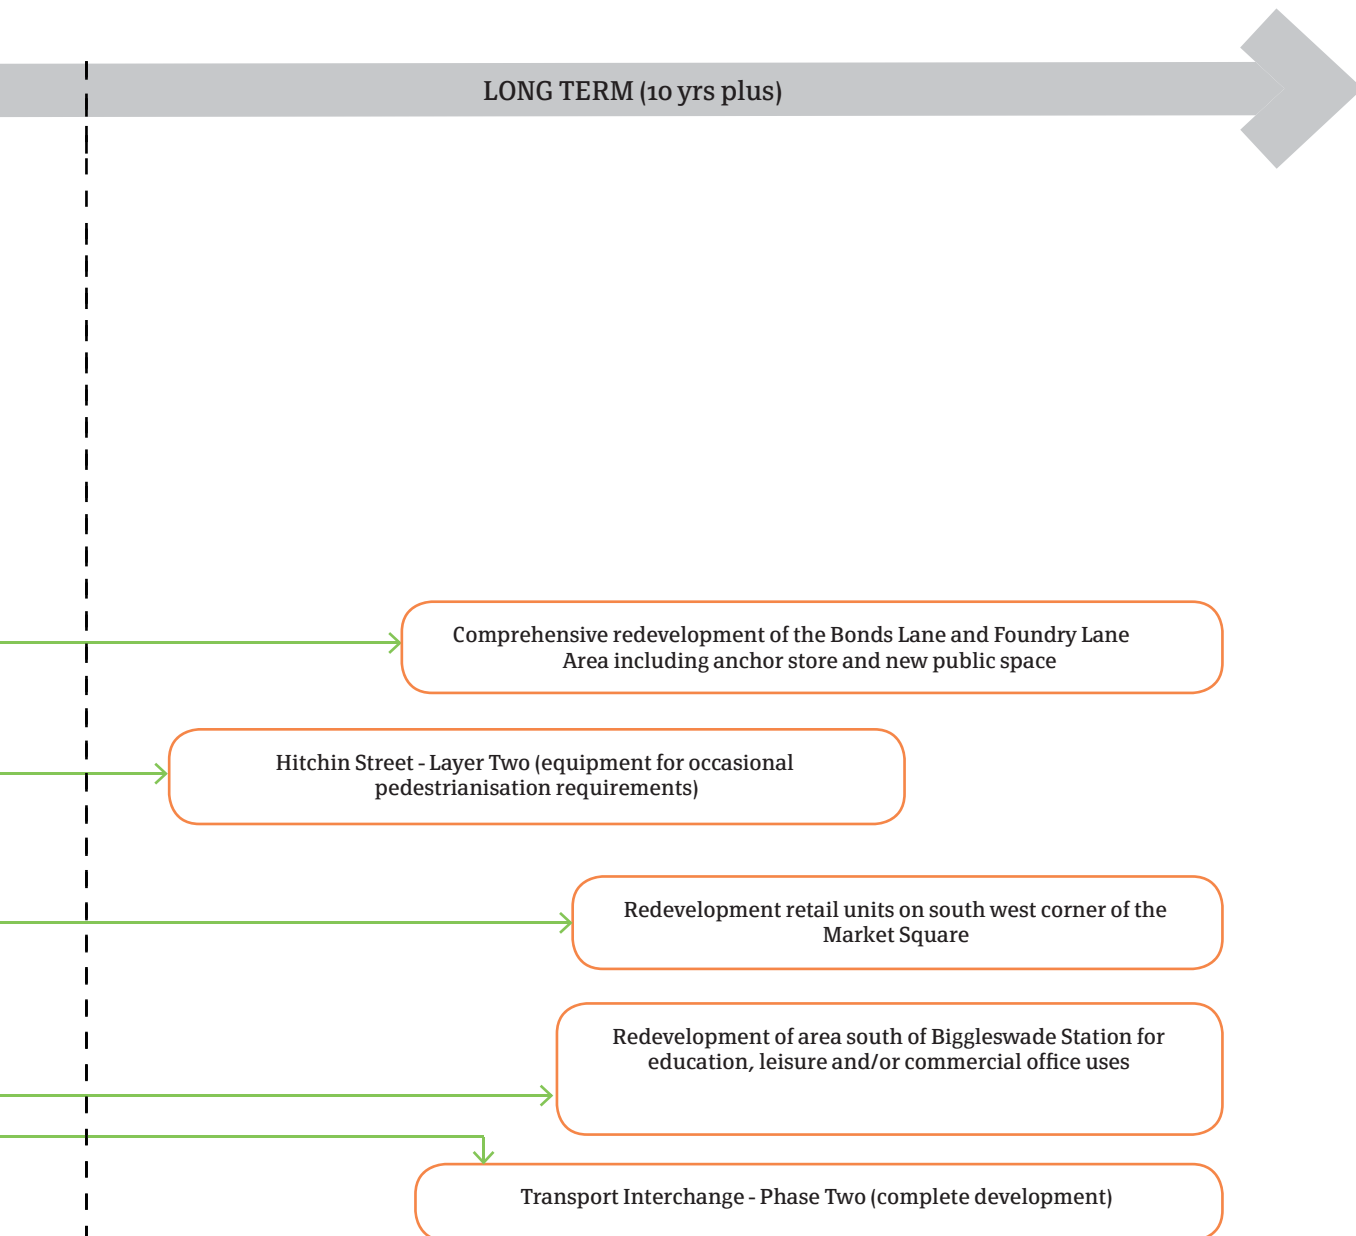 LONG TERM (10 yrs plus)
Comprehensive redevelopment of the Bonds Lane and Foundry Lane
Area including anchor store and new public space
Hitchin Street - Layer Two (equipment for occasional
pedestrianisation requirements)
Redevelopment retail units on south west corner of the
Market Square
Redevelopment of area south of Biggleswade Station for
education, leisure and/or commercial office uses
Transport Interchange - Phase Two (complete development)